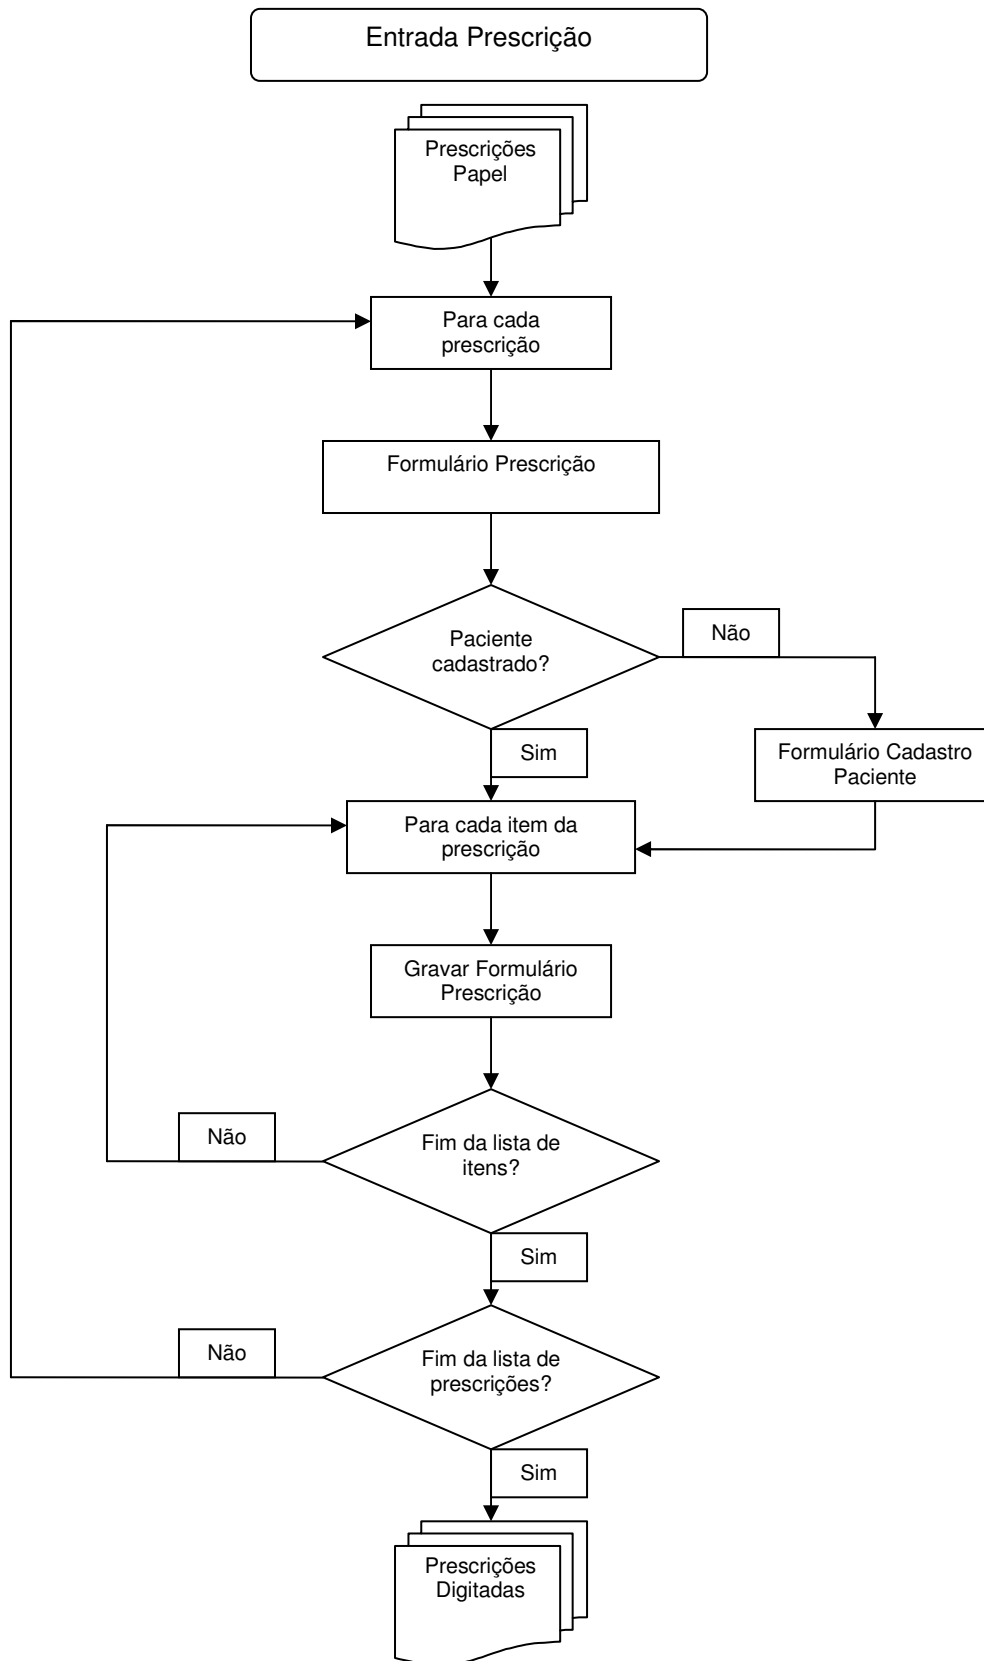 Entrada Prescrição
Prescrições
Papel
Para cada
prescrição
Formulário Prescrição
Paciente
cadastrado?
Não
Sim
Formulário Cadastro
Paciente
Para cada item da
prescrição
Gravar Formulário
Prescrição
Não
Fim da lista de
itens?
Sim
Não
Fim da lista de
prescrições?
Sim
Prescrições
Digitadas